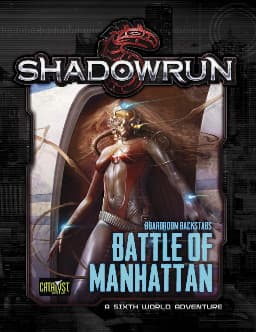 SHADOWRUN
BOARDROOM BACKSTABS
BATTLE OF
MANHATTAN
CATALYST
A SIXTH WORLD ADVENTURE